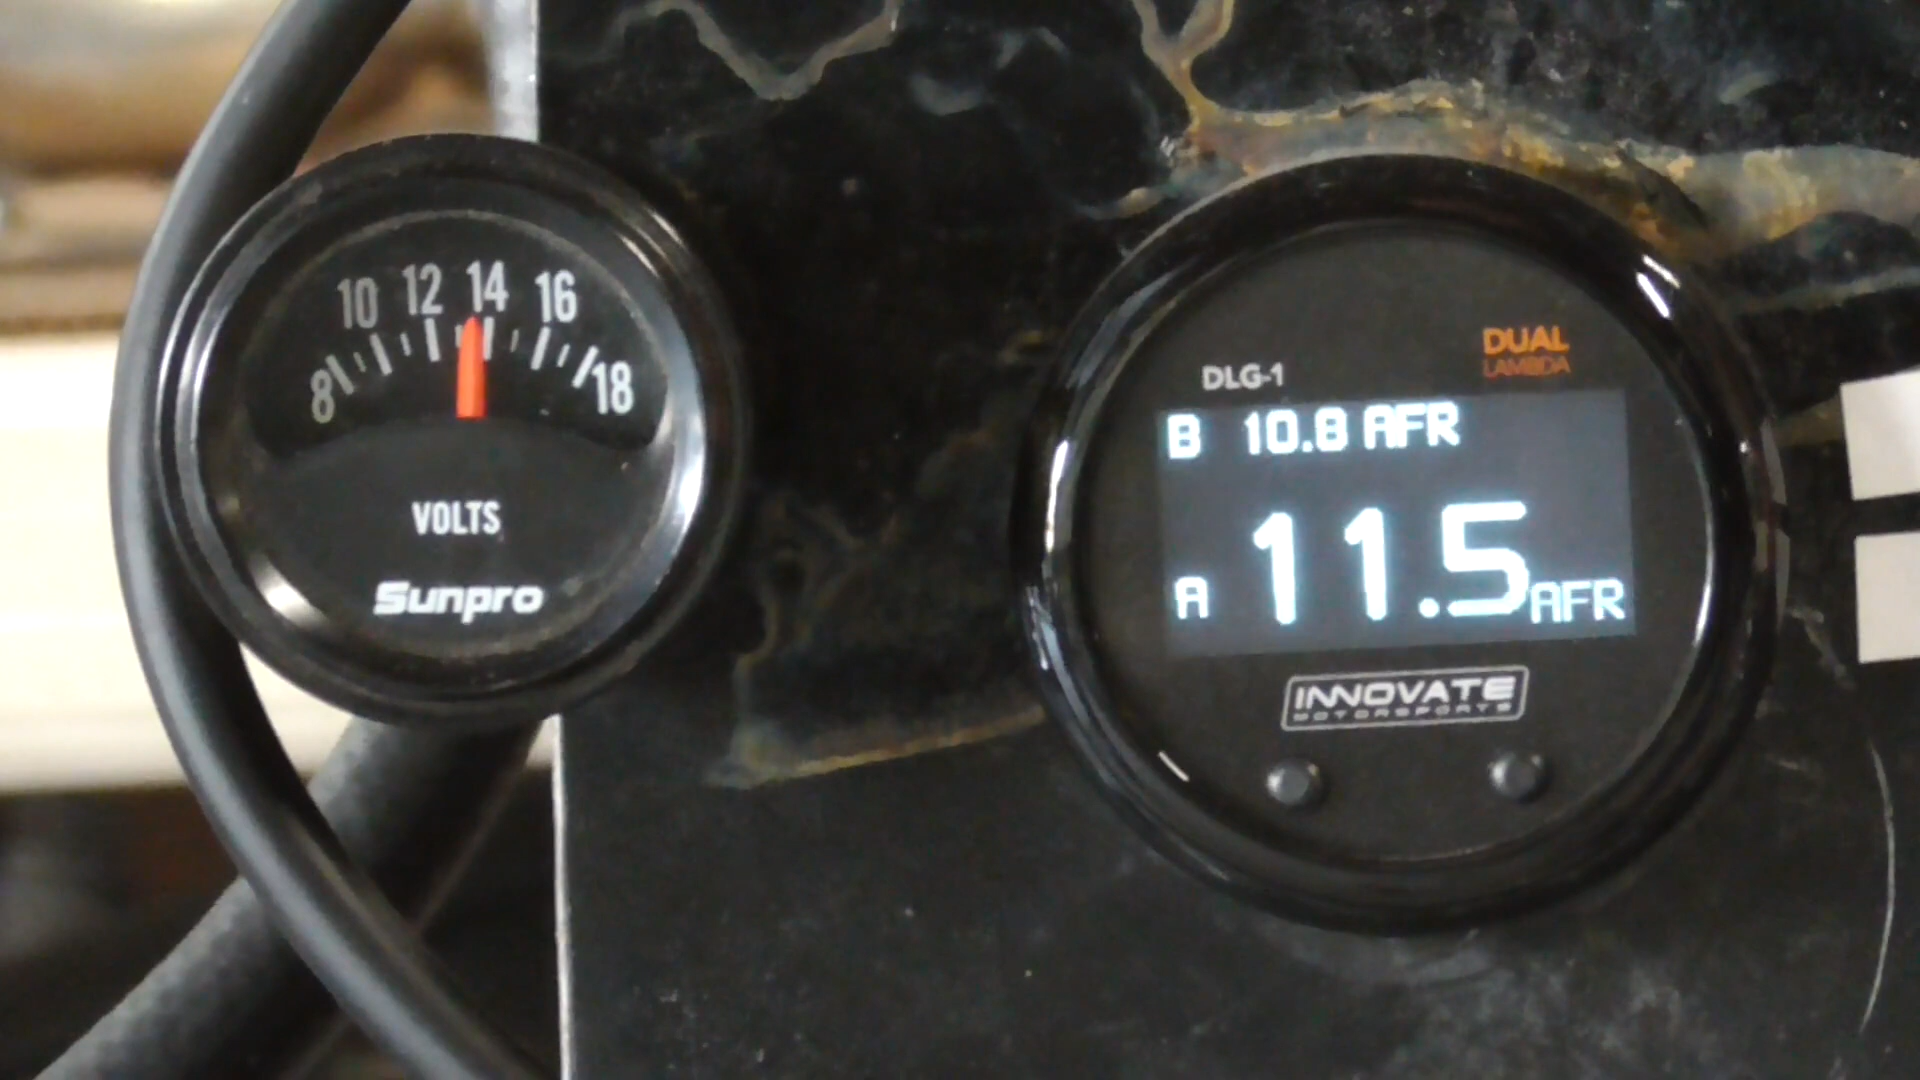 10 12 14 16
8 18
VOLTS
Sunpro
DUAL
LAMBDA
DLG-1
B 10.8 AFR
A 11.5 AFR
INNOVATE
MOTORSPORTS